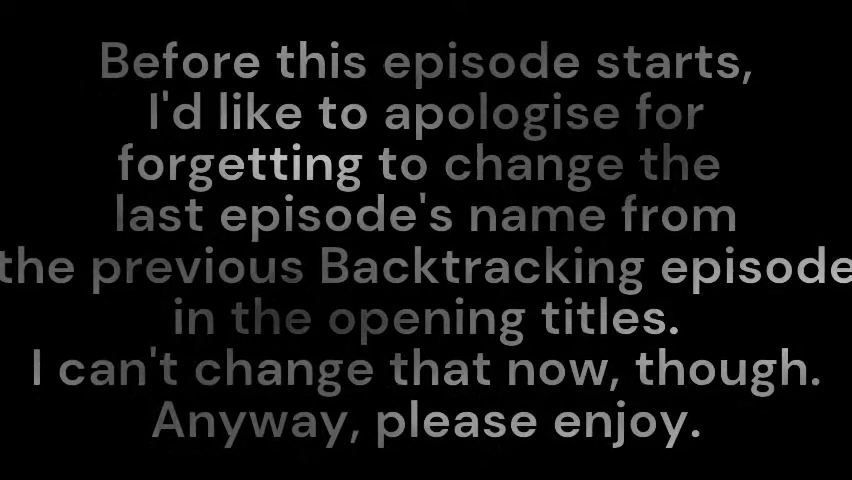 Before this episode starts,
I'd like to apologise for
forgetting to change the
last episode's name from
the previous Backtracking episode
in the opening titles.
I can't change that now, though.
Anyway, please enjoy.